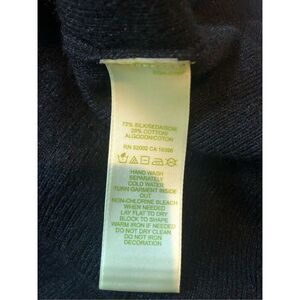 72% SILK/SEDA/SOIE
28% COTTON/
ALGODON/COTON
RN 52002 CA 16306
HAND WASH
SEPARATELY
COLD WATER
TURN GARMENT INSIDE
OUT
NON-CHLORINE BLEACH
WHEN NEEDED
LAY FLAT TO DRY
BLOCK TO SHAPE
WARM IRON IF NEEDED
DO NOT DRY CLEAN
DO NOT IRON
DECORATION